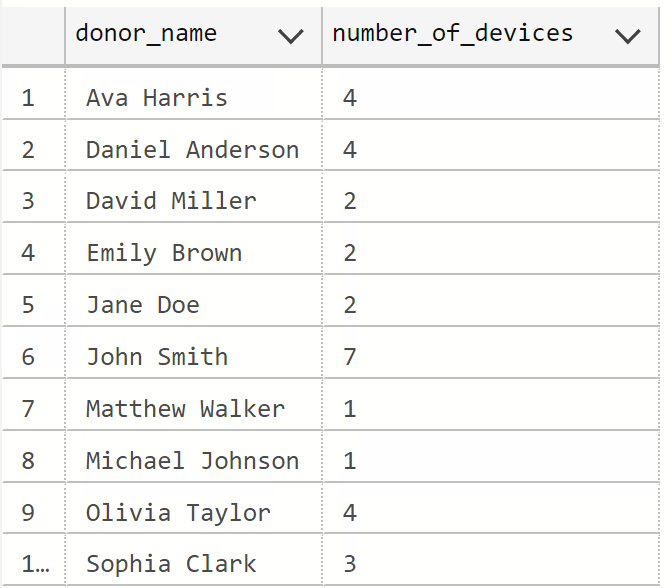 donor_name number_of_devices
1 Ava Harris 4
2 Daniel Anderson 4
3 David Miller 2
4 Emily Brown 2
5 Jane Doe 2
6 John Smith 7
7 Matthew Walker 1
8 Michael Johnson 1
9 Olivia Taylor 4
1… Sophia Clark 3